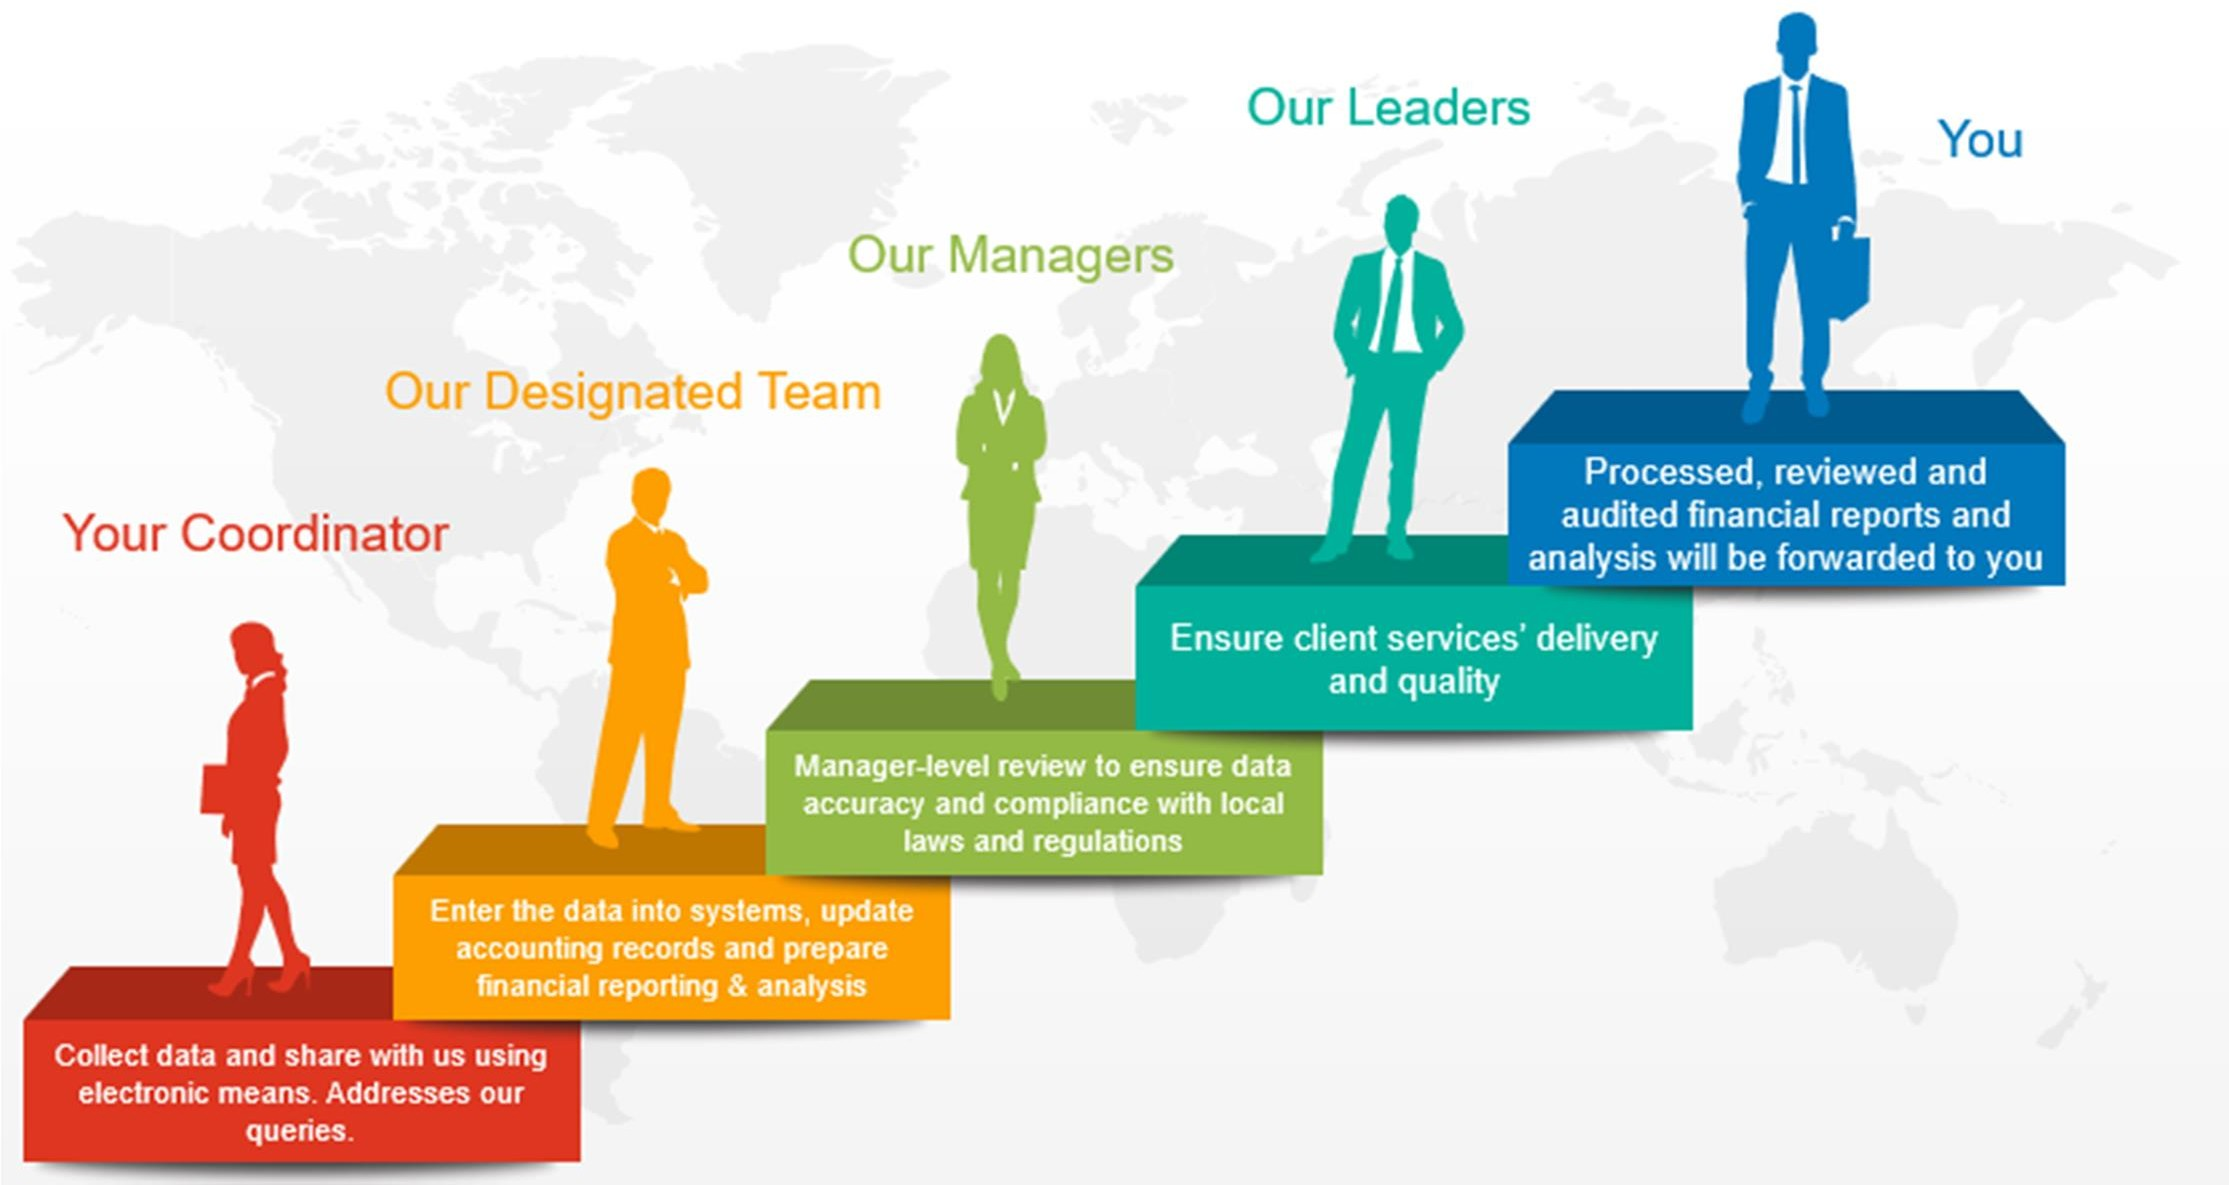 Our Leaders
You
Our Managers
Our Designated Team
Your Coordinator
Processed, reviewed and
audited financial reports and
analysis will be forwarded to you
Ensure client services’ delivery
and quality
Manager-level review to ensure data
accuracy and compliance with local
laws and regulations
Enter the data into systems, update
accounting records and prepare
financial reporting & analysis
Collect data and share with us using
electronic means. Addresses our
queries.